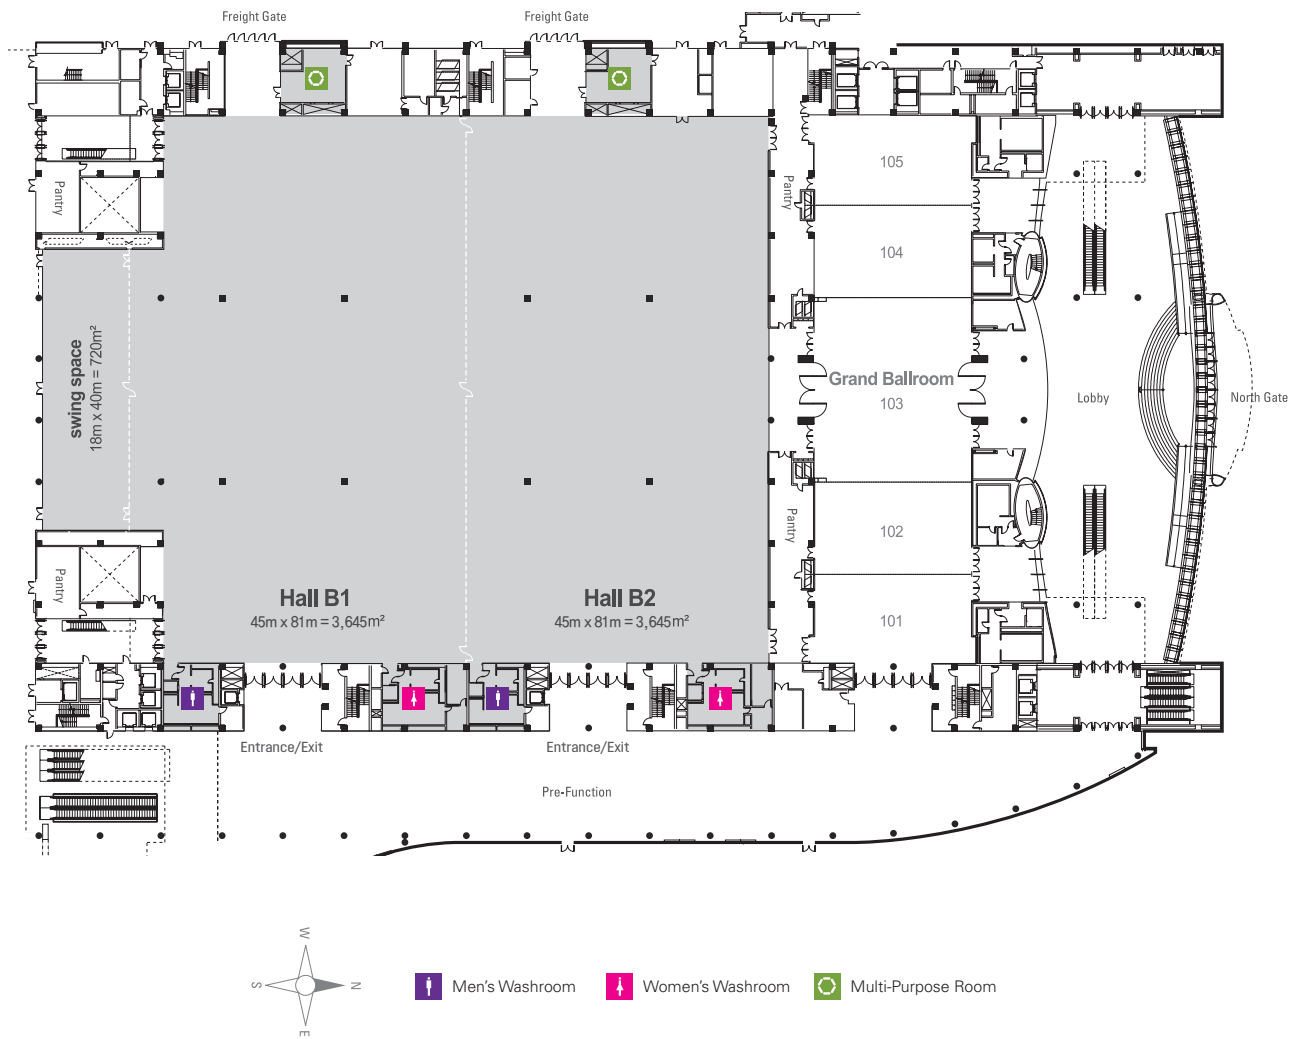 Freight Gate
Freight Gate
Pantry
Pantry
105
104
swing space
18m x 40m = 720m²
Grand Ballroom
103
Lobby
North Gate
Pantry
102
Pantry
Hall B1
45m x 81m = 3,645m²
Hall B2
45m x 81m = 3,645m²
101
Entrance/Exit
Entrance/Exit
Pre-Function
W
S
N
E
Men's Washroom
Women's Washroom
Multi-Purpose Room